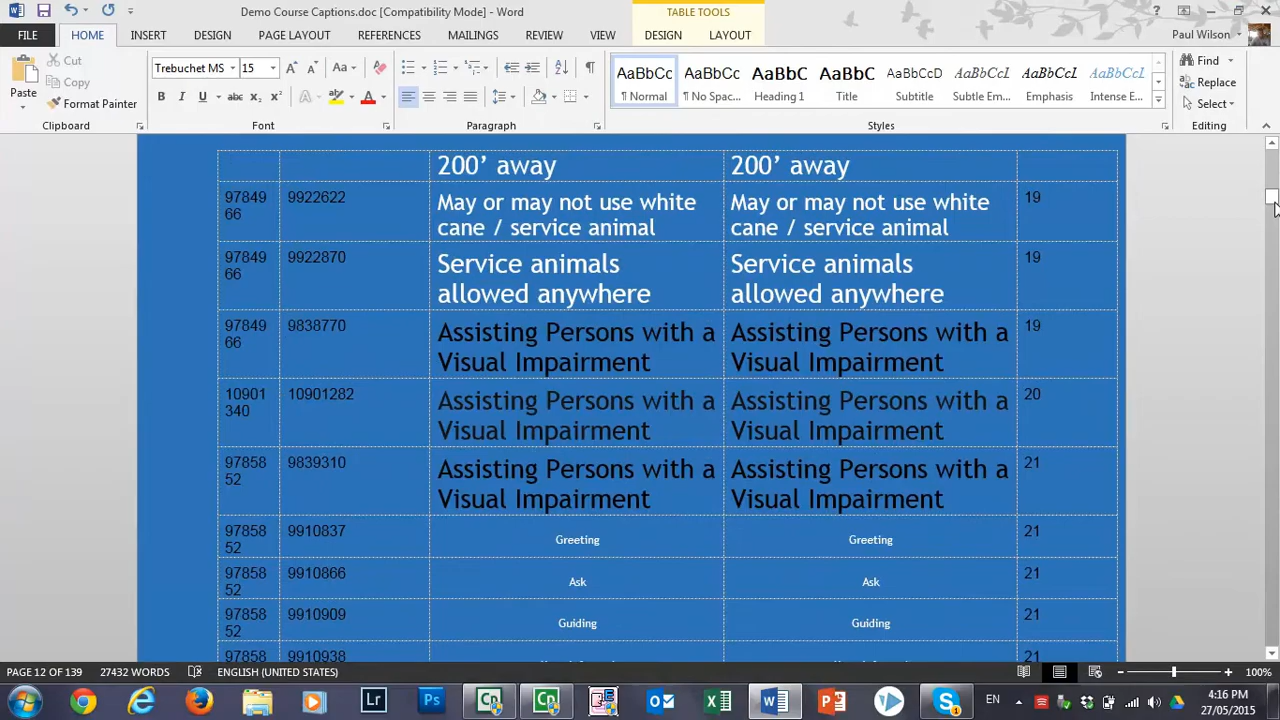 Demo Course Captions.doc [Compatibility Mode] - Word
TABLE TOOLS
FILE
HOME
INSERT
DESIGN
PAGE LAYOUT
REFERENCES
MAILINGS
REVIEW
VIEW
DESIGN
LAYOUT
Paul Wilson
Paste
Cut
Copy
Format Painter
Clipboard
Trebuchet MS
15
Font
Paragraph
AaBbCc
¶ Normal
AaBbCc
¶ No Spac...
AaBbC
Heading 1
AaBbC
Title
AaBbCcD
Subtitle
AaBbCcI
Subtle Em...
AaBbCcL
Emphasis
AaBbCcI
Intense E...
Styles
Find
Replace
Select
Editing
200’ away
200’ away
97849
66
9922622
May or may not use white
cane / service animal
May or may not use white
cane / service animal
19
97849
66
9922870
Service animals
allowed anywhere
Service animals
allowed anywhere
19
97849
66
9838770
Assisting Persons with a
Visual Impairment
Assisting Persons with a
Visual Impairment
19
10901
340
10901282
Assisting Persons with a
Visual Impairment
Assisting Persons with a
Visual Impairment
20
97858
52
9839310
Assisting Persons with a
Visual Impairment
Assisting Persons with a
Visual Impairment
21
97858
52
9910837
Greeting
Greeting
21
97858
52
9910866
Ask
Ask
21
97858
52
9910909
Guiding
Guiding
21
97858
9910938
21
PAGE 12 OF 139
27432 WORDS
ENGLISH (UNITED STATES)
100%
EN
4:16 PM
27/05/2015